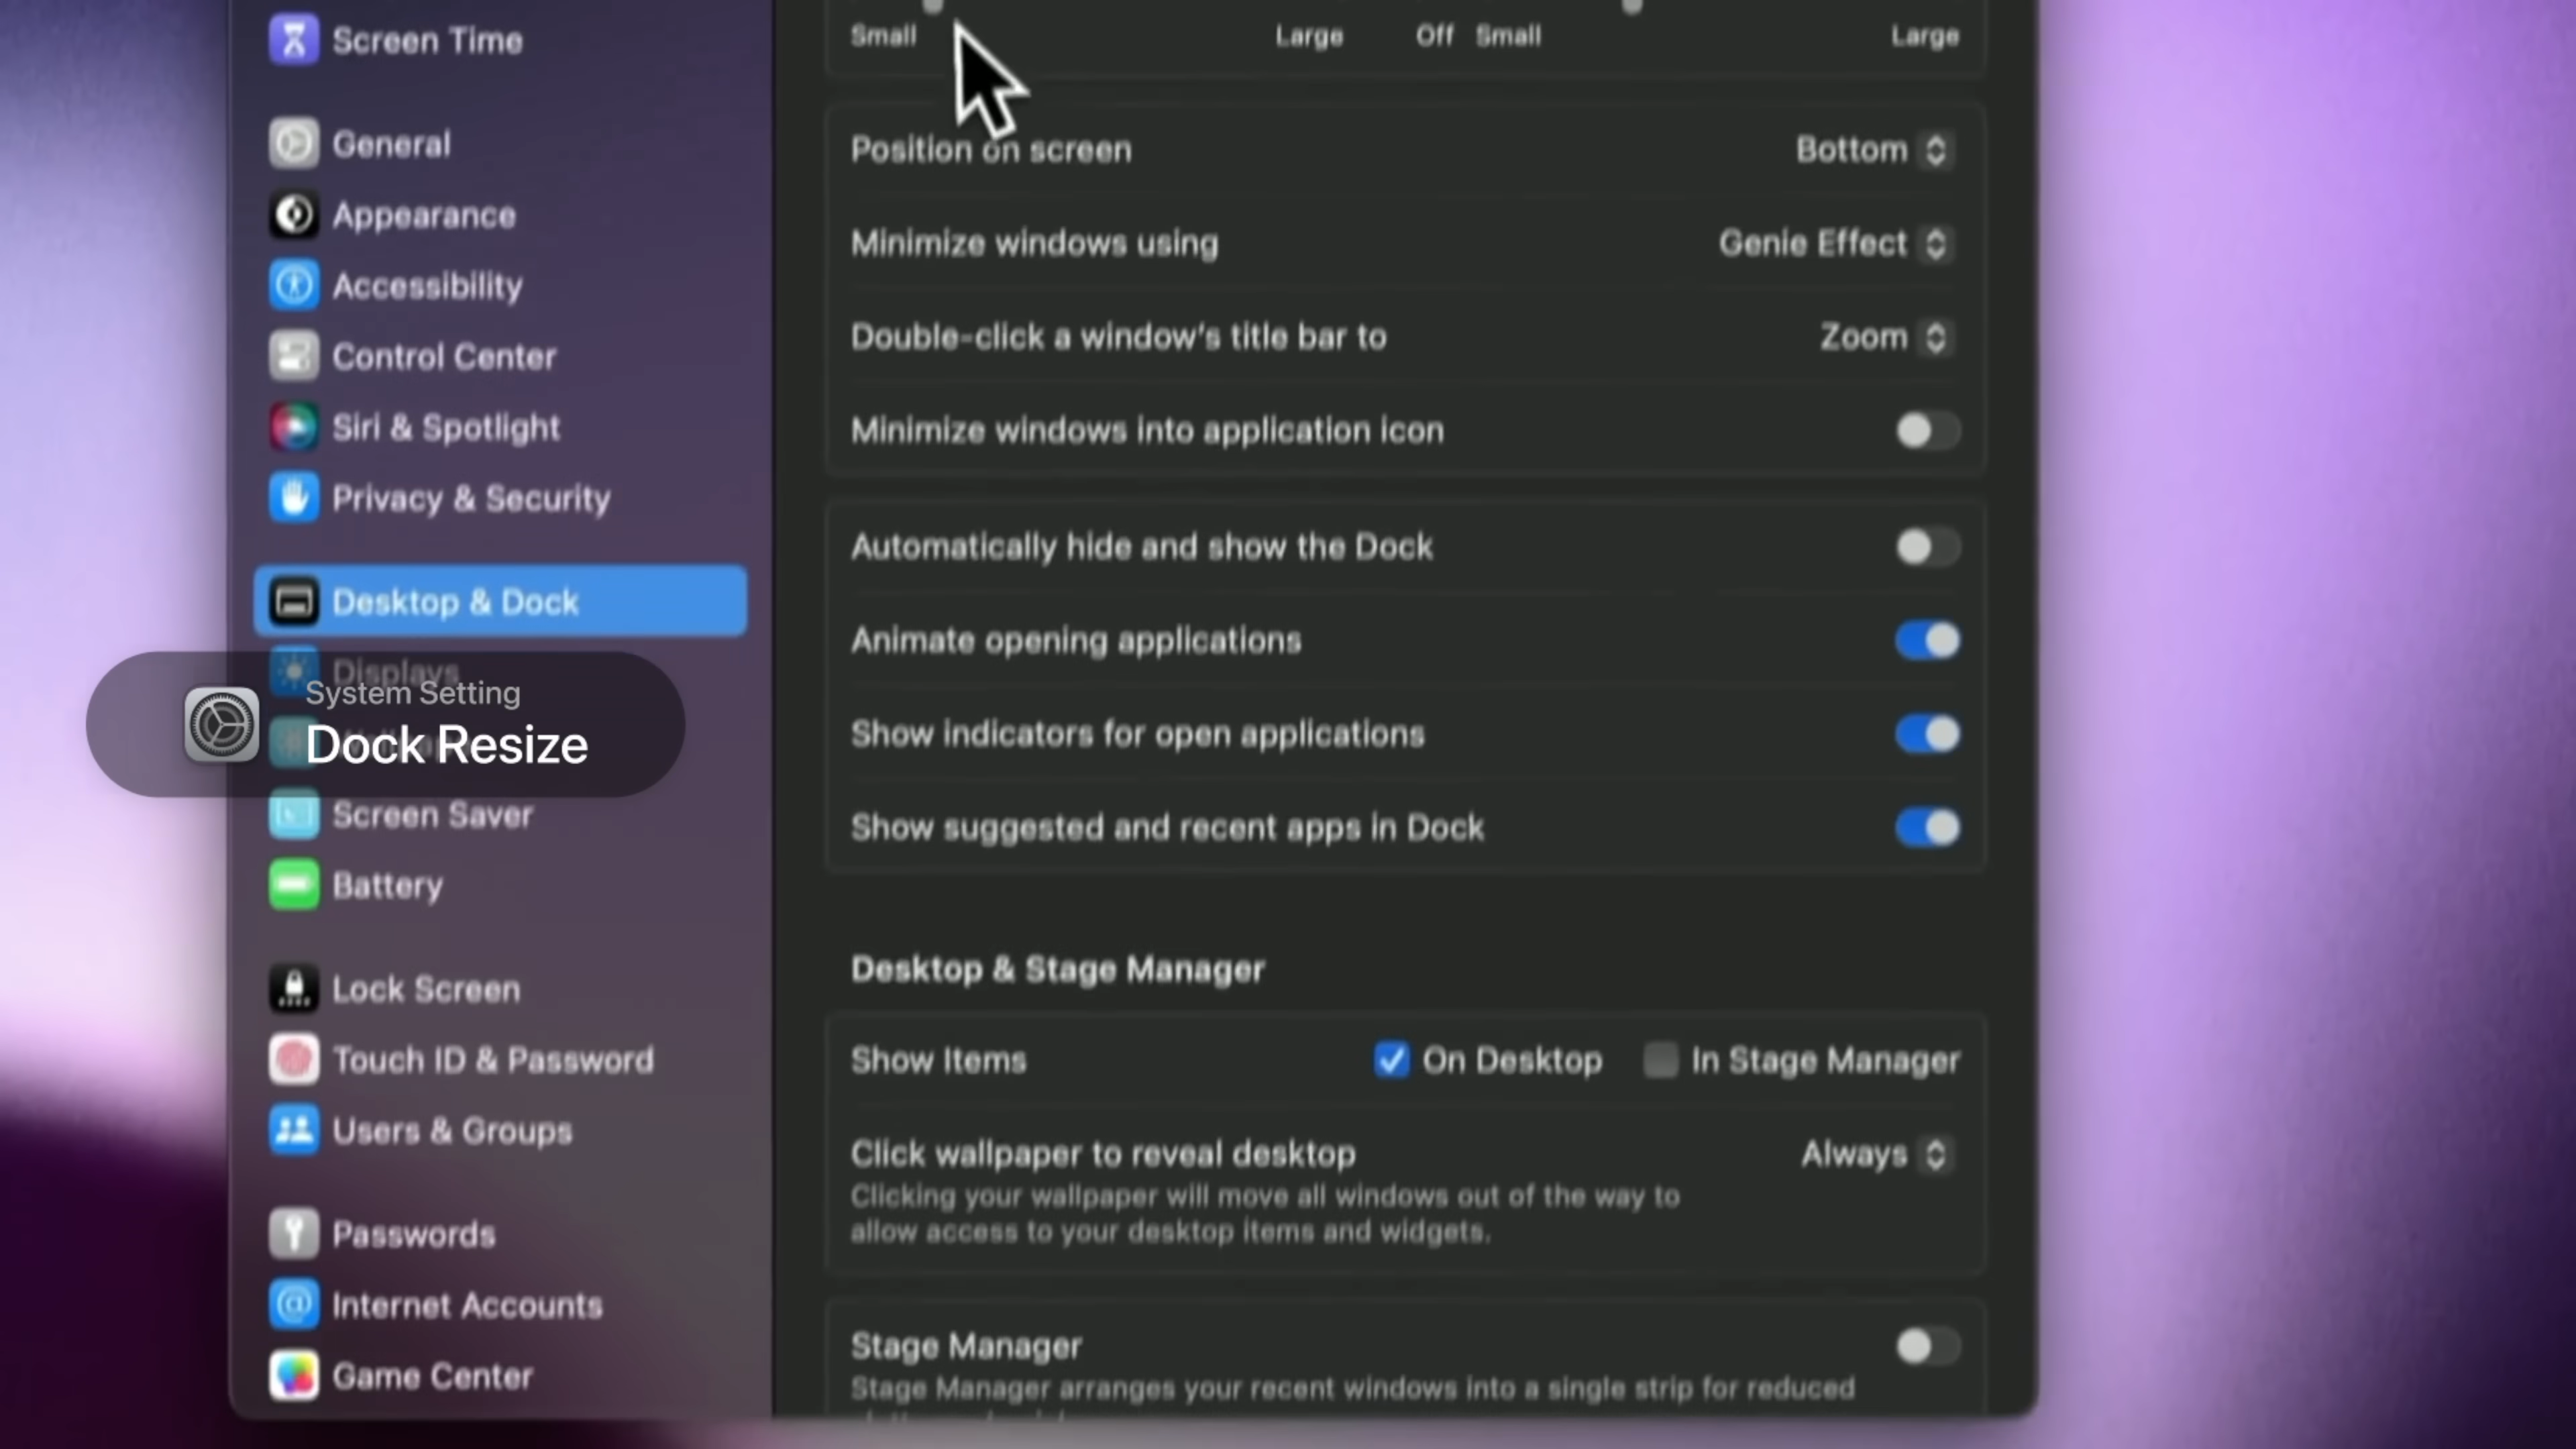 Screen Time
General
Appearance
Accessibility
Control Center
Siri & Spotlight
Privacy & Security
Desktop & Dock
Displays
System Setting
Dock Resize
Screen Saver
Battery
Lock Screen
Touch ID & Password
Users & Groups
Passwords
Internet Accounts
Game Center
Small Large Off Small Large
Position on screen Bottom
Minimize windows using Genie Effect
Double-click a window's title bar to Zoom
Minimize windows into application icon
Automatically hide and show the Dock
Animate opening applications
Show indicators for open applications
Show suggested and recent apps in Dock
Desktop & Stage Manager
Show Items On Desktop In Stage Manager
Click wallpaper to reveal desktop Always
Clicking your wallpaper will move all windows out of the way to
allow access to your desktop items and widgets.
Stage Manager
Stage Manager arranges your recent windows into a single strip for reduced